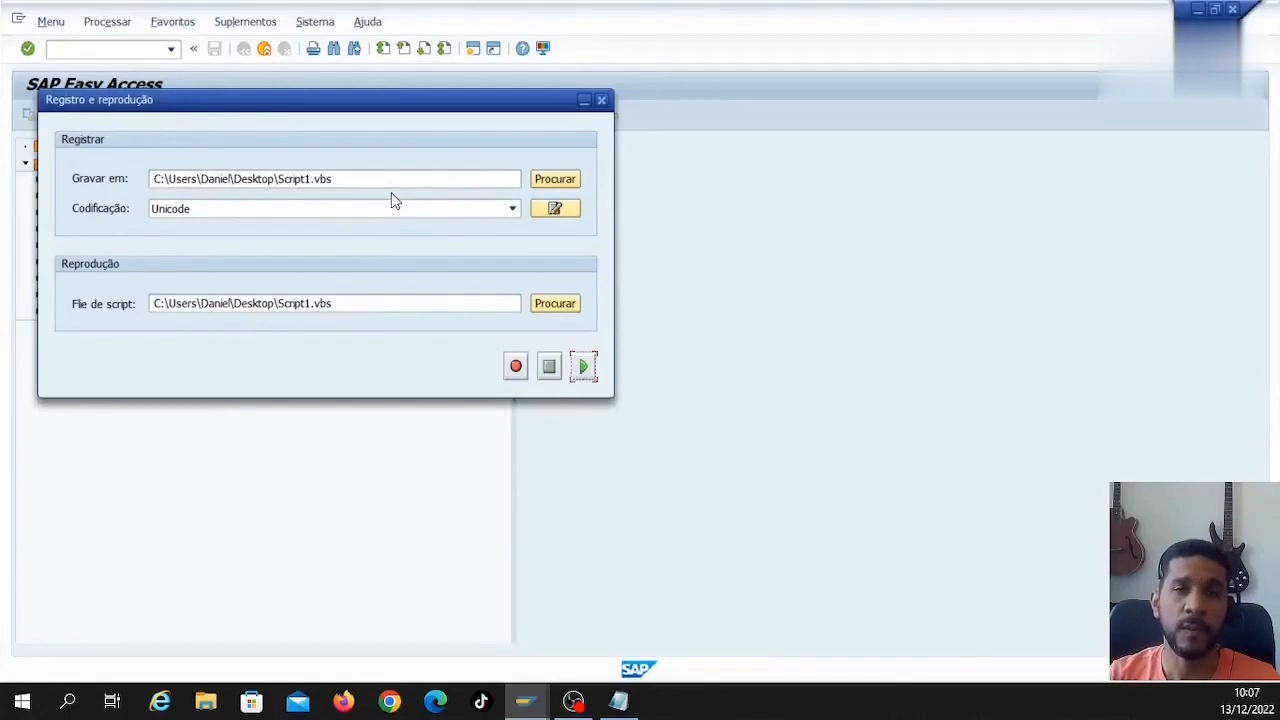 Menu Processar Favoritos Suplementos Sistema Ajuda
SAP Easy Access
Registro e reprodução
Registrar
Gravar em: C:\Users\Daniel\Desktop\Script1.vbs Procurar
Codificação: Unicode
Reprodução
File de script: C:\Users\Daniel\Desktop\Script1.vbs Procurar
SAP
10:07
13/12/2022